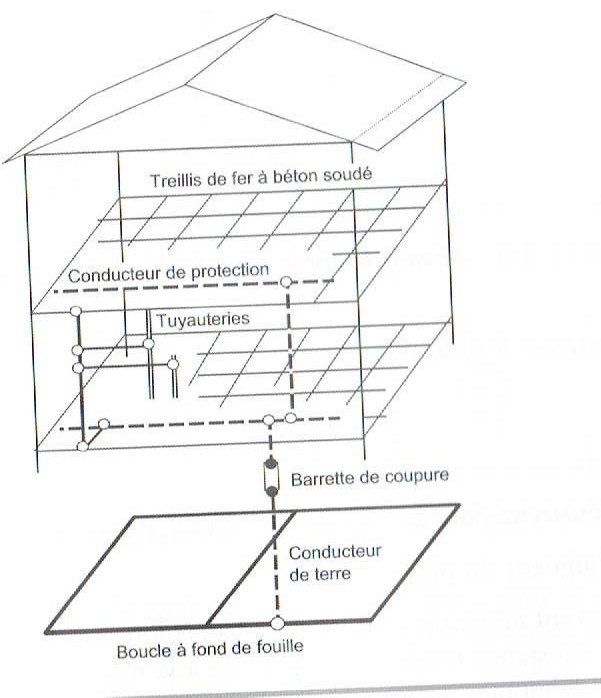 Treillis de fer à béton soudé
Conducteur de protection
Tuyauteries
Barrette de coupure
Conducteur
de terre
Boucle à fond de fouille